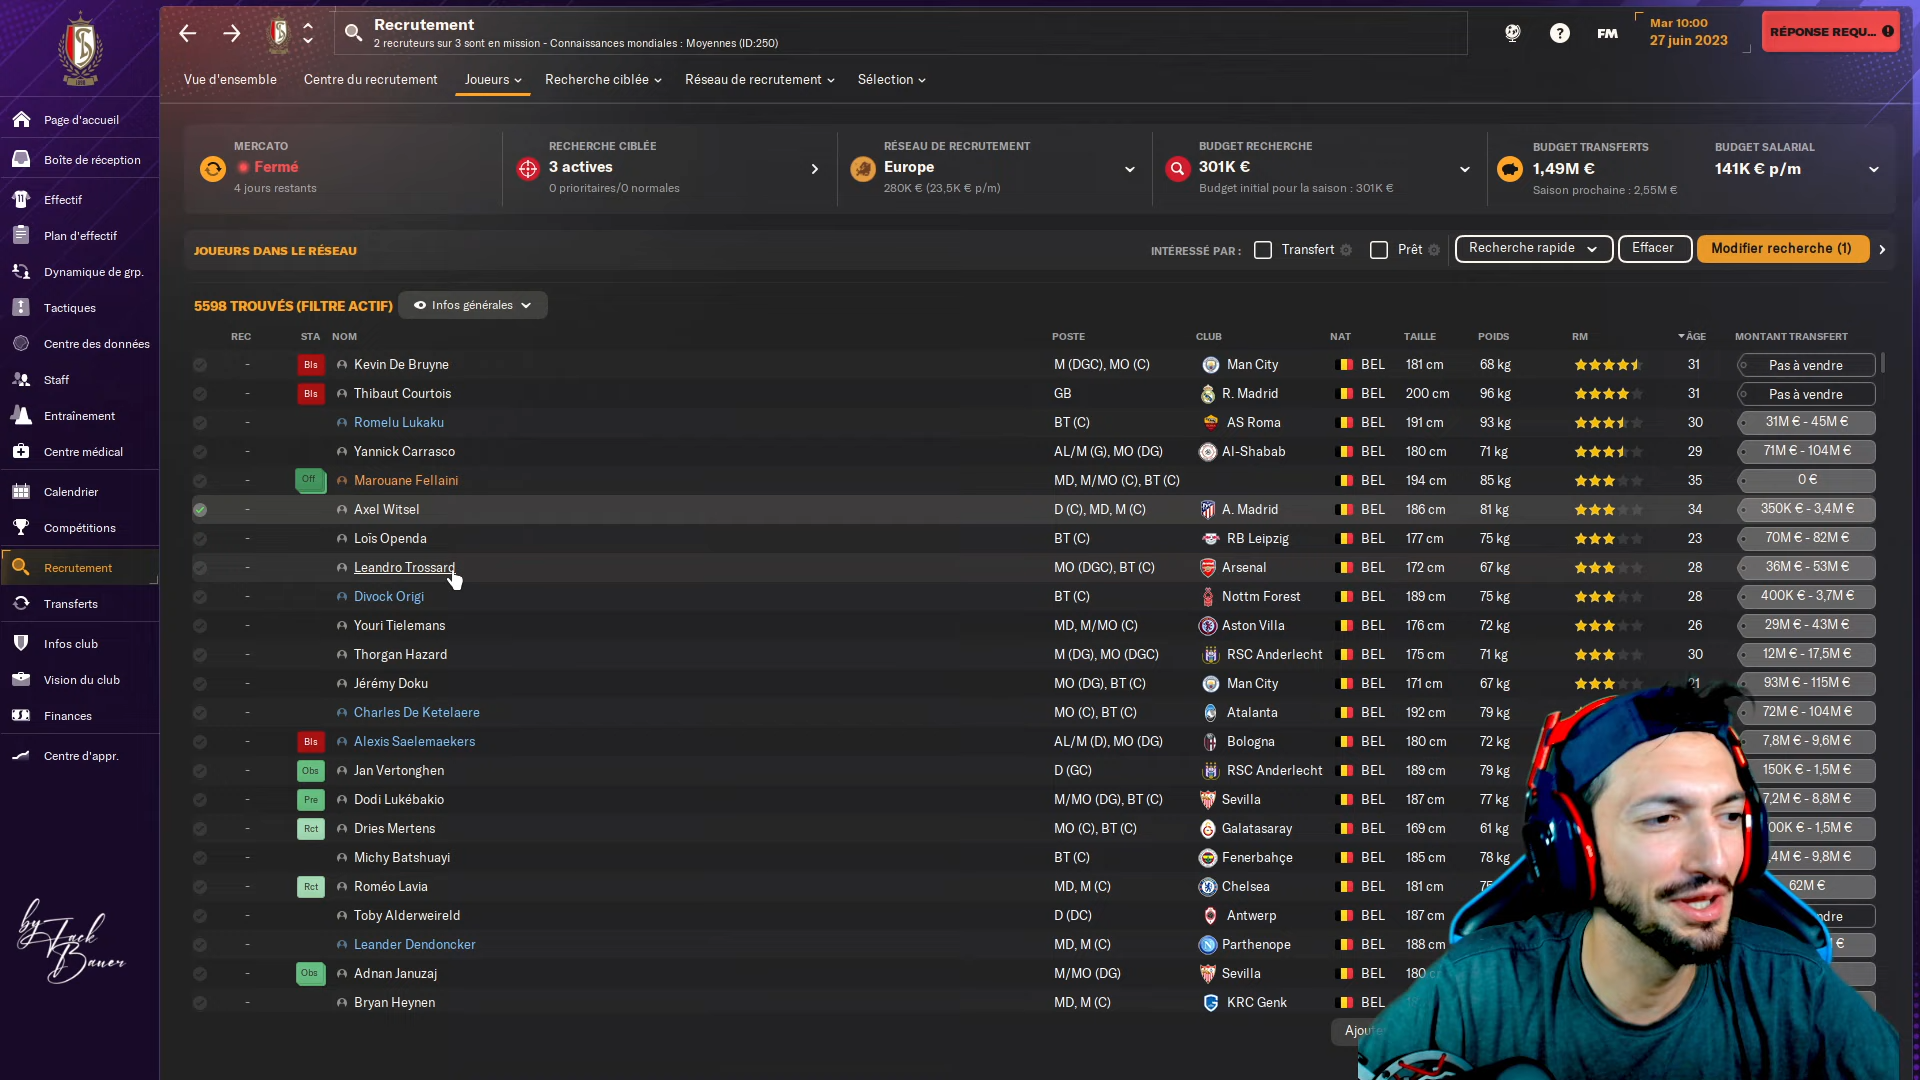 Recrutement
2 recruteurs sur 3 sont en mission - Connaissances mondiales : Moyennes (ID:250)
FM
Mar 10:00
27 juin 2023
RÉPONSE REQU...
Vue d'ensemble Centre du recrutement Joueurs Recherche ciblée Réseau de recrutement Sélection
Page d'accueil
Boîte de réception
Effectif
Plan d'effectif
Dynamique de grp.
Tactiques
Centre des données
Staff
Entraînement
Centre médical
Calendrier
Compétitions
Recrutement
Transferts
Infos club
Vision du club
Finances
Centre d'appr.
by Jack Bauer
MERCATO
Fermé
4 jours restants
RECHERCHE CIBLÉE
3 actives
0 prioritaires/0 normales
RÉSEAU DE RECRUTEMENT
Europe
280K € (23,5K € p/m)
BUDGET RECHERCHE
301K €
Budget initial pour la saison : 301K €
BUDGET TRANSFERTS
1,49M €
Saison prochaine : 2,55M €
BUDGET SALARIAL
141K € p/m
JOUEURS DANS LE RÉSEAU
INTÉRESSÉ PAR : Transfert Prêt Recherche rapide Effacer Modifier recherche (1)
5598 TROUVÉS (FILTRE ACTIF) Infos générales
REC STA NOM POSTE CLUB NAT TAILLE POIDS RM ÂGE MONTANT TRANSFERT
- Bls Kevin De Bruyne M (DGC), MO (C) Man City BEL 181 cm 68 kg 31 Pas à vendre
- Bls Thibaut Courtois GB R. Madrid BEL 200 cm 96 kg 31 Pas à vendre
- Romelu Lukaku BT (C) AS Roma BEL 191 cm 93 kg 30 31M € - 45M €
- Yannick Carrasco AL/M (G), MO (DG) Al-Shabab BEL 180 cm 71 kg 29 71M € - 104M €
- Off Marouane Fellaini MD, M/MO (C), BT (C) BEL 194 cm 85 kg 35 0 €
- Axel Witsel D (C), MD, M (C) A. Madrid BEL 186 cm 81 kg 34 350K € - 3,4M €
- Loïs Openda BT (C) RB Leipzig BEL 177 cm 75 kg 23 70M € - 82M €
- Leandro Trossard MO (DGC), BT (C) Arsenal BEL 172 cm 68 kg 28 36M € - 53M €
- Divock Origi BT (C) Nottm Forest BEL 189 cm 75 kg 28 400K € - 3,7M €
- Youri Tielemans MD, M/MO (C) Aston Villa BEL 176 cm 72 kg 26 29M € - 43M €
- Thorgan Hazard M (DG), MO (DGC) RSC Anderlecht BEL 175 cm 71 kg 30 12M € - 17,5M €
- Jérémy Doku MO (DG), BT (C) Man City BEL 171 cm 67 kg 93M € - 115M €
- Charles De Ketelaere MO (C), BT (C) Atalanta BEL 192 cm 79 kg 72M € - 104M €
- Bls Alexis Saelemaekers AL/M (D), MO (DG) Bologna BEL 180 cm 72 kg 7,8M € - 9,6M €
- Obs Jan Vertonghen D (GC) RSC Anderlecht BEL 189 cm 79 kg 150K € - 1,5M €
- Pre Dodi Lukébakio M/MO (DG), BT (C) Sevilla BEL 187 cm 77 kg 7,2M € - 8,8M €
- Rct Dries Mertens MO (C), BT (C) Galatasaray BEL 169 cm 61 kg 00K € - 1,5M €
- Michy Batshuayi BT (C) Fenerbahçe BEL 185 cm 78 kg 4M € - 9,8M €
- Rct Roméo Lavia MD, M (C) Chelsea BEL 181 cm 62M €
- Toby Alderweireld D (DC) Antwerp BEL 187 cm
- Leander Dendoncker MD, M (C) Parthenope BEL 188 cm €
- Obs Adnan Januzaj M/MO (DG) Sevilla BEL
- Bryan Heynen MD, M (C) KRC Genk BEL